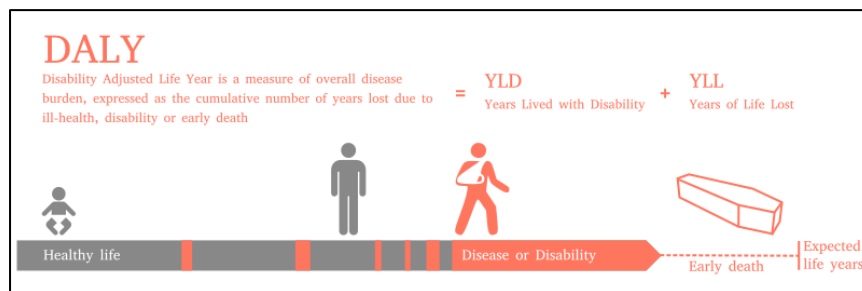 DALY
Disability Adjusted Life Year is a measure of overall disease
burden, expressed as the cumulative number of years lost due to
ill-health, disability or early death
=
YLD
Years Lived with Disability
+
YLL
Years of Life Lost
Healthy life
Disease or Disability
Early death
Expected
life years